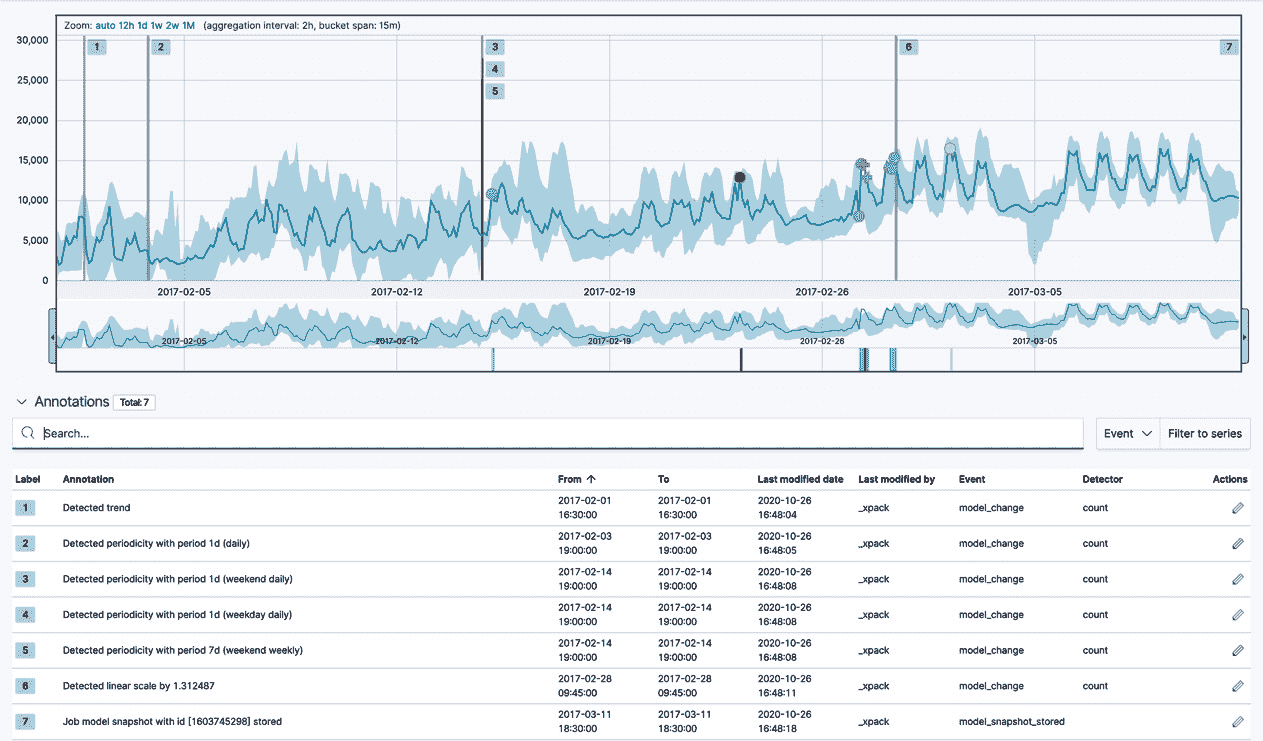 Zoom: auto 12h 1d 1w 2w 1M (aggregation interval: 2h, bucket span: 15m)
30,000
25,000
20,000
15,000
10,000
5,000
0
1 2 3 6 7
4
5
2017-02-05 2017-02-12 2017-02-19 2017-02-26 2017-03-05
2017-02-05 2017-02-12 2017-02-19 2017-02-26 2017-03-05
Annotations Total: 7
Search... Event Filter to series
Label Annotation From To Last modified date Last modified by Event Detector Actions
1 Detected trend 2017-02-01 16:30:00 2017-02-01 16:30:00 2020-10-26 16:48:04 _xpack model_change count
2 Detected periodicity with period 1d (daily) 2017-02-03 19:00:00 2017-02-03 19:00:00 2020-10-26 16:48:05 _xpack model_change count
3 Detected periodicity with period 1d (weekend daily) 2017-02-14 19:00:00 2017-02-14 19:00:00 2020-10-26 16:48:08 _xpack model_change count
4 Detected periodicity with period 1d (weekday daily) 2017-02-14 19:00:00 2017-02-14 19:00:00 2020-10-26 16:48:08 _xpack model_change count
5 Detected periodicity with period 7d (weekend weekly) 2017-02-14 19:00:00 2017-02-14 19:00:00 2020-10-26 16:48:08 _xpack model_change count
6 Detected linear scale by 1.312487 2017-02-28 09:45:00 2017-02-28 09:45:00 2020-10-26 16:48:11 _xpack model_change count
7 Job model snapshot with id [1603745298] stored 2017-03-11 18:30:00 2017-03-11 18:30:00 2020-10-26 16:48:18 _xpack model_snapshot_stored